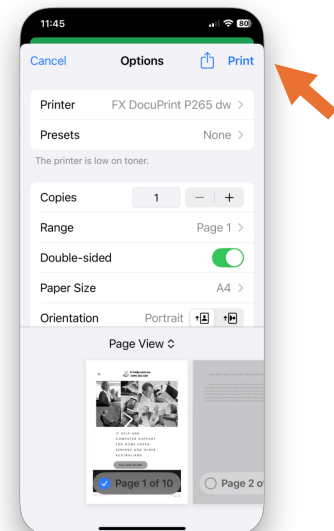 11:45
80
Cancel Options Print
Printer FX DocuPrint P265 dw
Presets None
The printer is low on toner.
Copies 1 - +
Range Page 1
Double-sided
Paper Size A4
Orientation Portrait
Page View
IT HELP AND
COMPUTER SUPPORT
FOR HOME USERS,
SENIORS AND OLDER
AUSTRALIANS
Page 1 of 10
Page 2 of